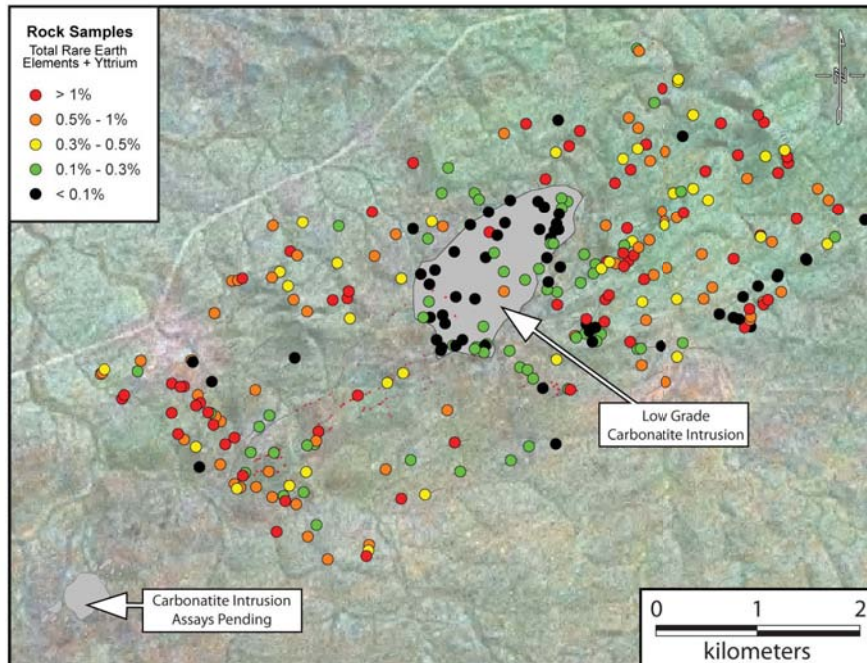 Rock Samples
Total Rare Earth
Elements + Yttrium
> 1%
0.5% - 1%
0.3% - 0.5%
0.1% - 0.3%
< 0.1%
N
Low Grade
Carbonatite Intrusion
Carbonatite Intrusion
Assays Pending
0 1 2
kilometers